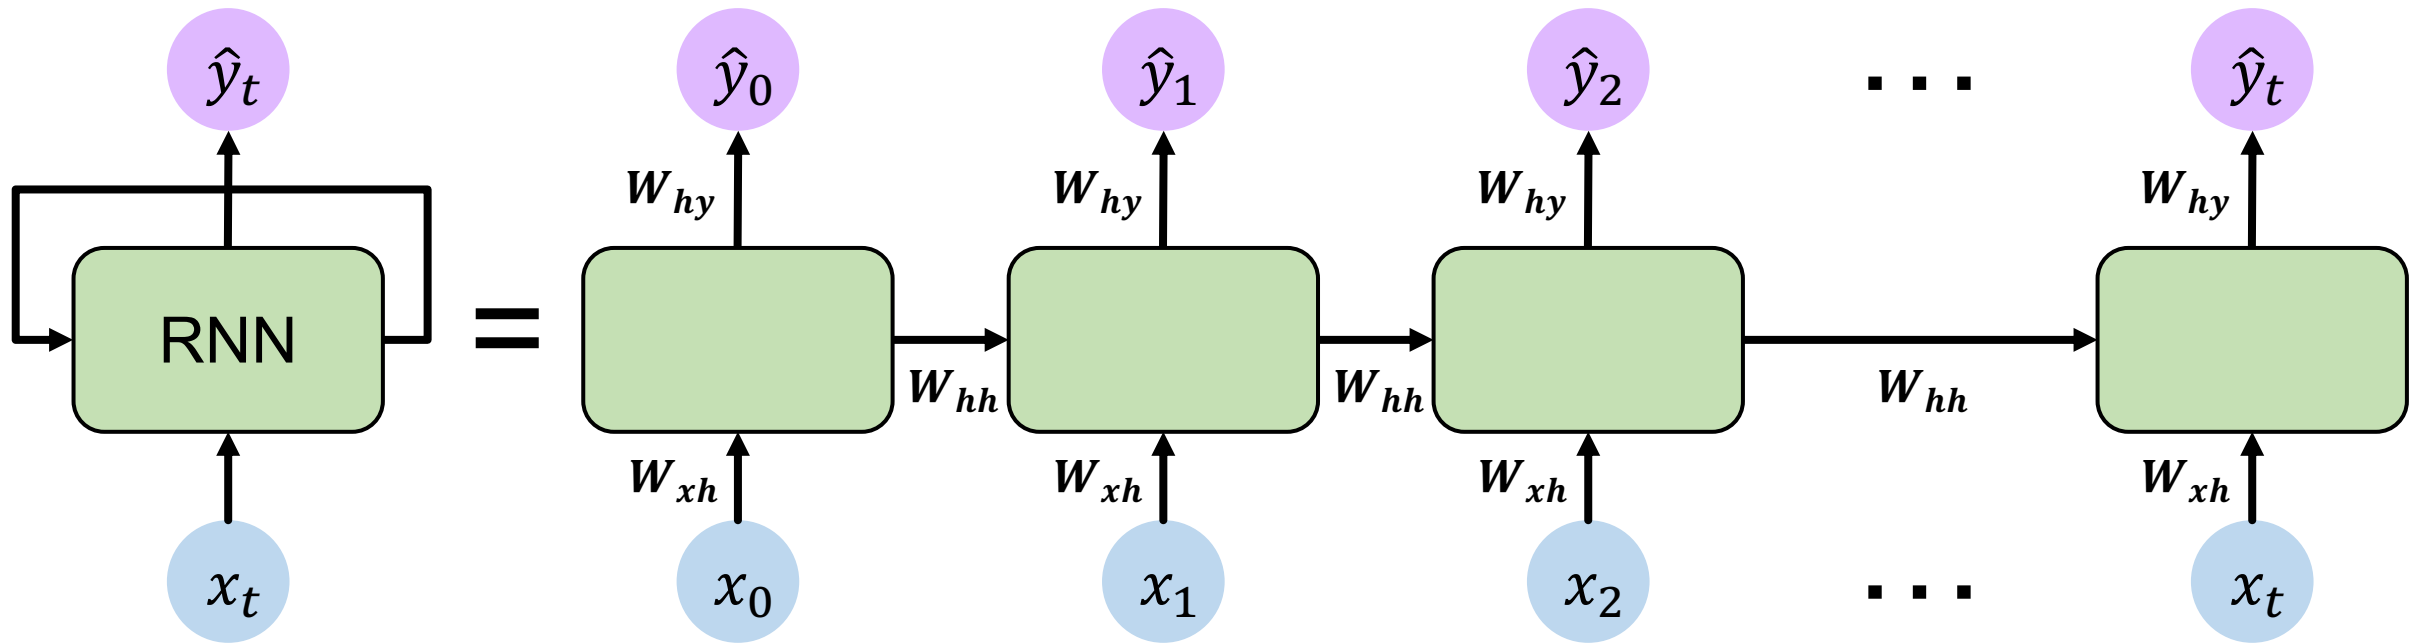 ŷ_t ŷ_0 ŷ_1 ŷ_2 ... ŷ_t
W_hy W_hy W_hy W_hy
RNN =
W_hh W_hh W_hh
W_xh W_xh W_xh W_xh
x_t x_0 x_1 x_2 ... x_t